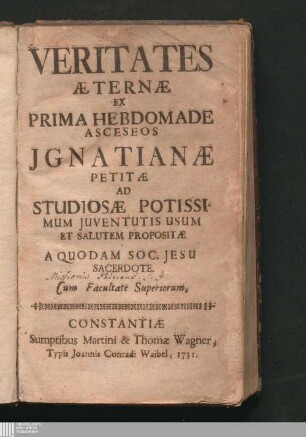 VERITATES
ÆTERNÆ
EX
PRIMA HEBDOMADE
ASCESEOS
JGNATIANÆ
PETITÆ
AD
STUDIOSÆ POTISSI-
MUM JUVENTUTIS USUM
ET SALUTEM PROPOSITÆ
A QUODAM SOC. JESU
SACERDOTE.
Cum Facultate Superiorum,
CONSTANTIÆ
Sumptibus Martini & Thomæ Wagner,
Typis Joannis Conradi Waibel, 1731.